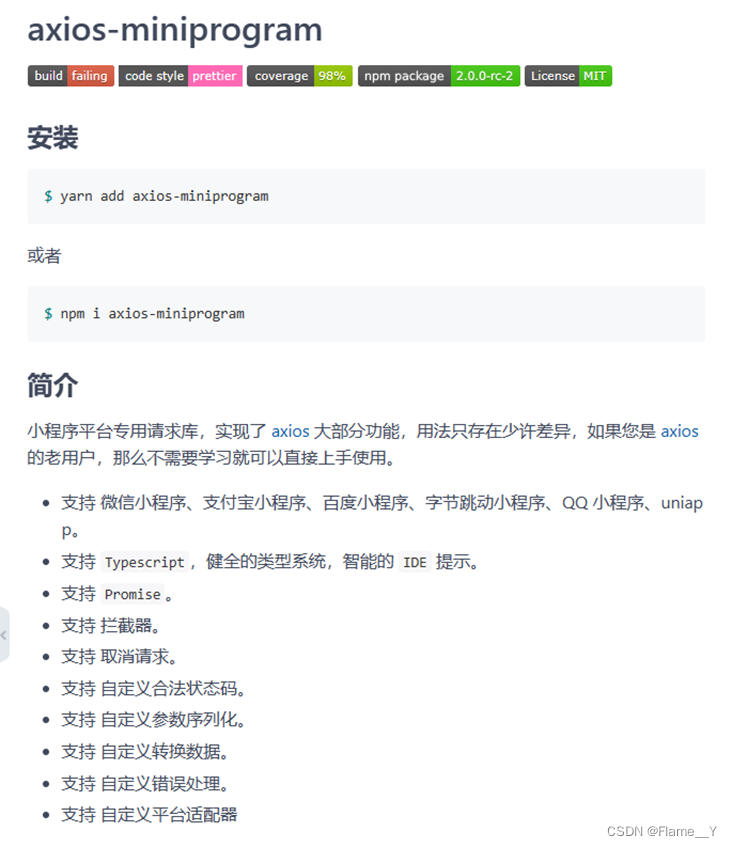 axios-miniprogram
build failing code style prettier coverage 98% npm package 2.0.0-rc-2 License MIT
安装
$ yarn add axios-miniprogram
或者
$ npm i axios-miniprogram
简介
小程序平台专用请求库，实现了 axios 大部分功能，用法只存在少许差异，如果您是 axios
的老用户，那么不需要学习就可以直接上手使用。
• 支持 微信小程序、支付宝小程序、百度小程序、字节跳动小程序、QQ 小程序、uniap
p。
• 支持 Typescript ，健全的类型系统，智能的 IDE 提示。
• 支持 Promise 。
• 支持 拦截器。
• 支持 取消请求。
• 支持 自定义合法状态码。
• 支持 自定义参数序列化。
• 支持 自定义转换数据。
• 支持 自定义错误处理。
• 支持 自定义平台适配器
CSDN @Flame__Y